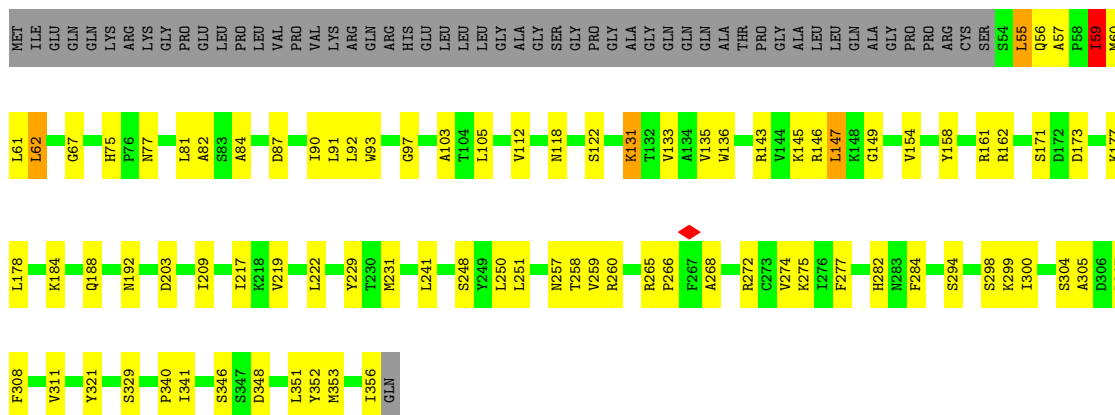 MET ILE GLU GLN GLN LYS ARG LYS GLY PRO GLU LEU PRO LEU VAL PRO VAL LYS ARG GLN ARG HIS GLU LEU LEU LEU GLY ALA GLY SER GLY PRO GLY ALA GLY GLN GLN GLN ALA THR PRO GLY ALA LEU LEU GLN ALA GLY PRO PRO ARG CYS SER S54 L55 Q56 A57 P58 I59 M60
L61 L62 G67 H75 P76 N77 L81 A82 S83 A84 D87 I90 L91 L92 W93 G97 A103 T104 L105 V112 N118 S122 K131 T132 V133 A134 V135 W136 R143 V144 K145 R146 L147 K148 G149 V154 Y158 R161 R162 S171 D172 D173 K177
L178 K184 Q188 N192 D203 I209 I217 K218 V219 L222 Y229 T230 M231 L241 S248 Y249 L250 L251 N257 T258 V259 R260 R265 P266 F267 A268 R272 C273 V274 K275 I276 F277 H282 N283 F284 S294 S298 K299 I300 S304 A305 D306
F308 V311 Y321 S329 P340 I341 S346 S347 D348 L351 Y352 M353 I356 GLN